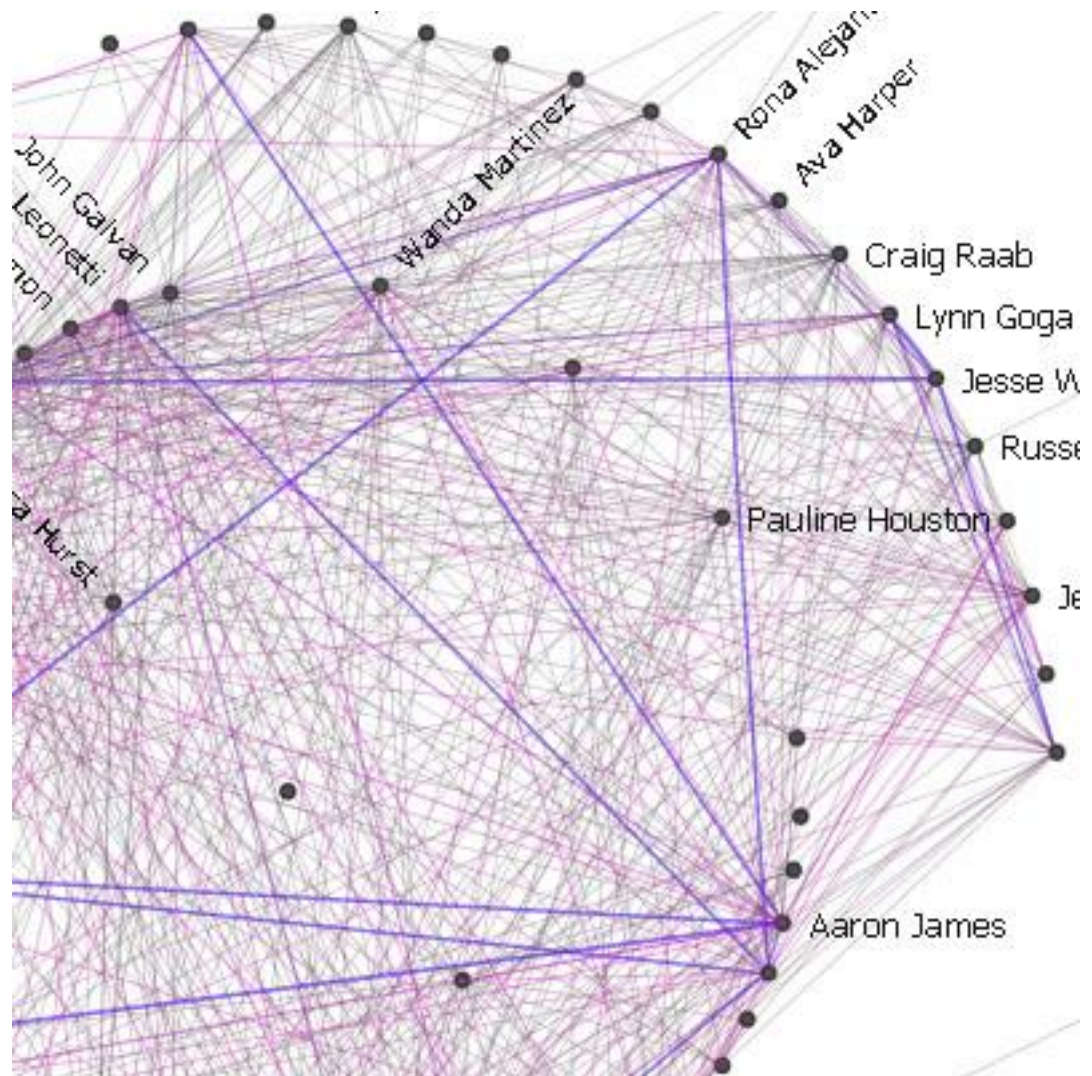 Rona Alejan
Ava Harper
Wanda Martinez
John Galvan
Leonetti
Craig Raab
Lynn Goga
Jesse W
Russe
Pauline Houston
Hurst
Je
Aaron James